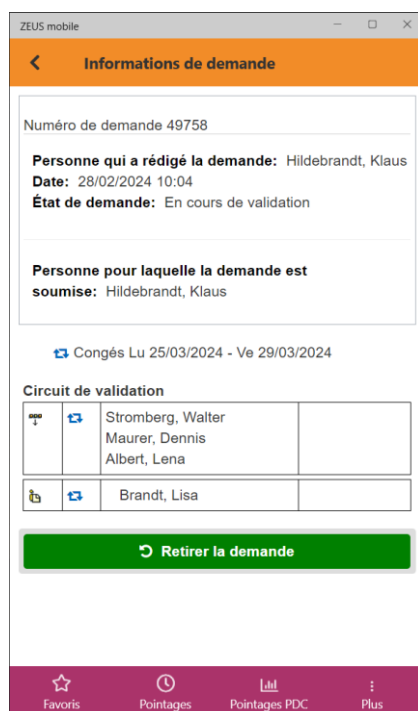 ZEUS mobile
Informations de demande
Numéro de demande 49758
Personne qui a rédigé la demande: Hildebrandt, Klaus
Date: 28/02/2024 10:04
État de demande: En cours de validation
Personne pour laquelle la demande est
soumise: Hildebrandt, Klaus
Congés Lu 25/03/2024 - Ve 29/03/2024
Circuit de validation
Stromberg, Walter
Maurer, Dennis
Albert, Lena
Brandt, Lisa
Retirer la demande
Favoris Pointages Pointages PDC Plus